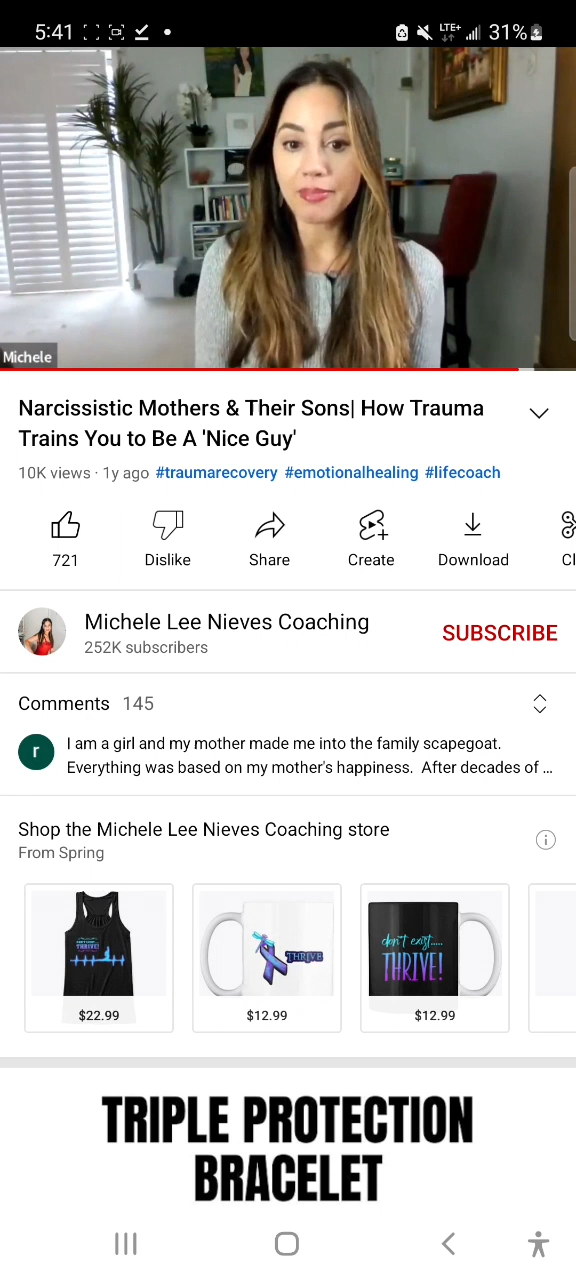 5:41
LTE+
31%
Michele
Narcissistic Mothers & Their Sons| How Trauma
Trains You to Be A 'Nice Guy'
10K views · 1y ago #traumarecovery #emotionalhealing #lifecoach
721 Dislike Share Create Download Cl
Michele Lee Nieves Coaching
SUBSCRIBE
252K subscribers
Comments 145
r
I am a girl and my mother made me into the family scapegoat.
Everything was based on my mother's happiness. After decades of ...
Shop the Michele Lee Nieves Coaching store
From Spring
THRIVE!
THRIVE
don't exist.....
THRIVE!
$22.99 $12.99 $12.99
TRIPLE PROTECTION
BRACELET